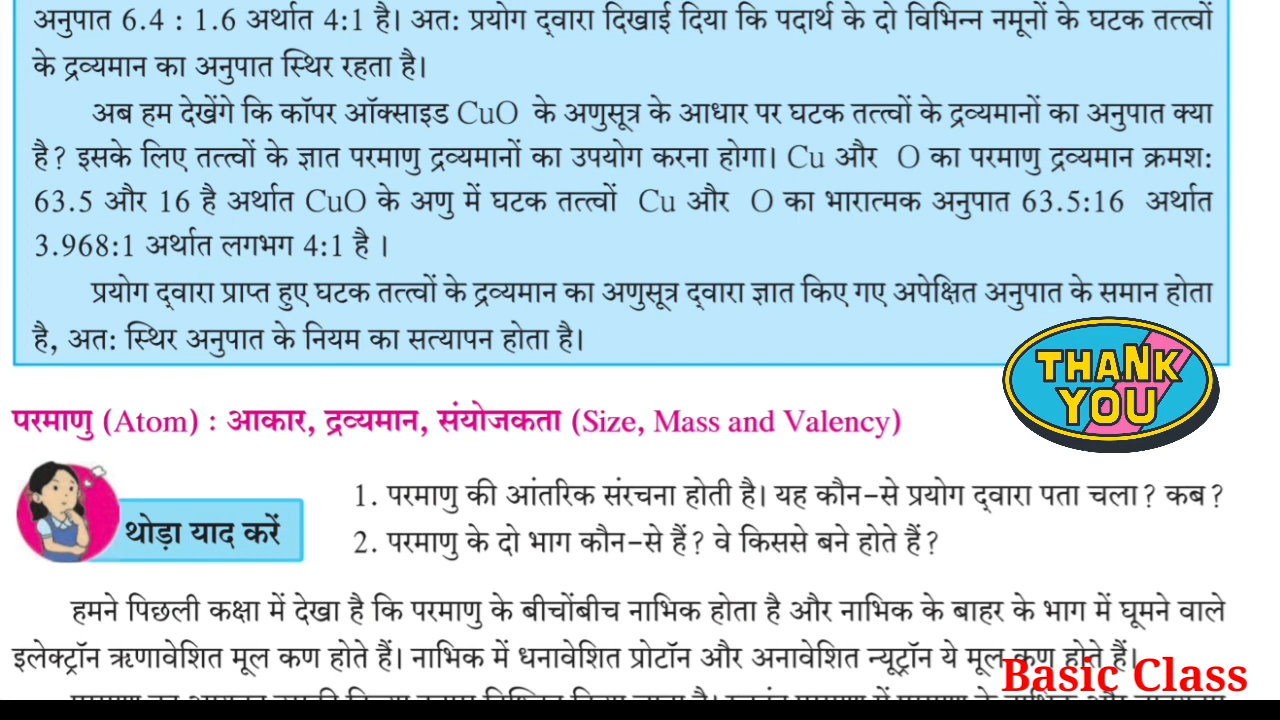 अनुपात 6.4 : 1.6 अर्थात 4:1 है। अत: प्रयोग द्‌वारा दिखाई दिया कि पदार्थ के दो विभिन्न नमूनों के घटक तत्त्वों
के द्रव्यमान का अनुपात स्थिर रहता है।
अब हम देखेंगे कि कॉपर ऑक्साइड CuO के अणुसूत्र के आधार पर घटक तत्त्वों के द्रव्यमानों का अनुपात क्या
है? इसके लिए तत्त्वों के ज्ञात परमाणु द्रव्यमानों का उपयोग करना होगा। Cu और O का परमाणु द्रव्यमान क्रमश:
63.5 और 16 है अर्थात CuO के अणु में घटक तत्त्वों Cu और O का भारात्मक अनुपात 63.5:16 अर्थात
3.968:1 अर्थात लगभग 4:1 है ।
प्रयोग द्‌वारा प्राप्त हुए घटक तत्त्वों के द्रव्यमान का अणुसूत्र द्‌वारा ज्ञात किए गए अपेक्षित अनुपात के समान होता
है, अत: स्थिर अनुपात के नियम का सत्यापन होता है।
THANK
YOU
परमाणु (Atom) : आकार, द्रव्यमान, संयोजकता (Size, Mass and Valency)
थोड़ा याद करें
1. परमाणु की आंतरिक संरचना होती है। यह कौन-से प्रयोग द्‌वारा पता चला? कब?
2. परमाणु के दो भाग कौन-से हैं? वे किससे बने होते हैं?
हमने पिछली कक्षा में देखा है कि परमाणु के बीचोंबीच नाभिक होता है और नाभिक के बाहर के भाग में घूमने वाले
इलेक्ट्रॉन ऋणावेशित मूल कण होते हैं। नाभिक में धनावेशित प्रोटॉन और अनावेशित न्यूट्रॉन ये मूल कण होते हैं।
Basic Class